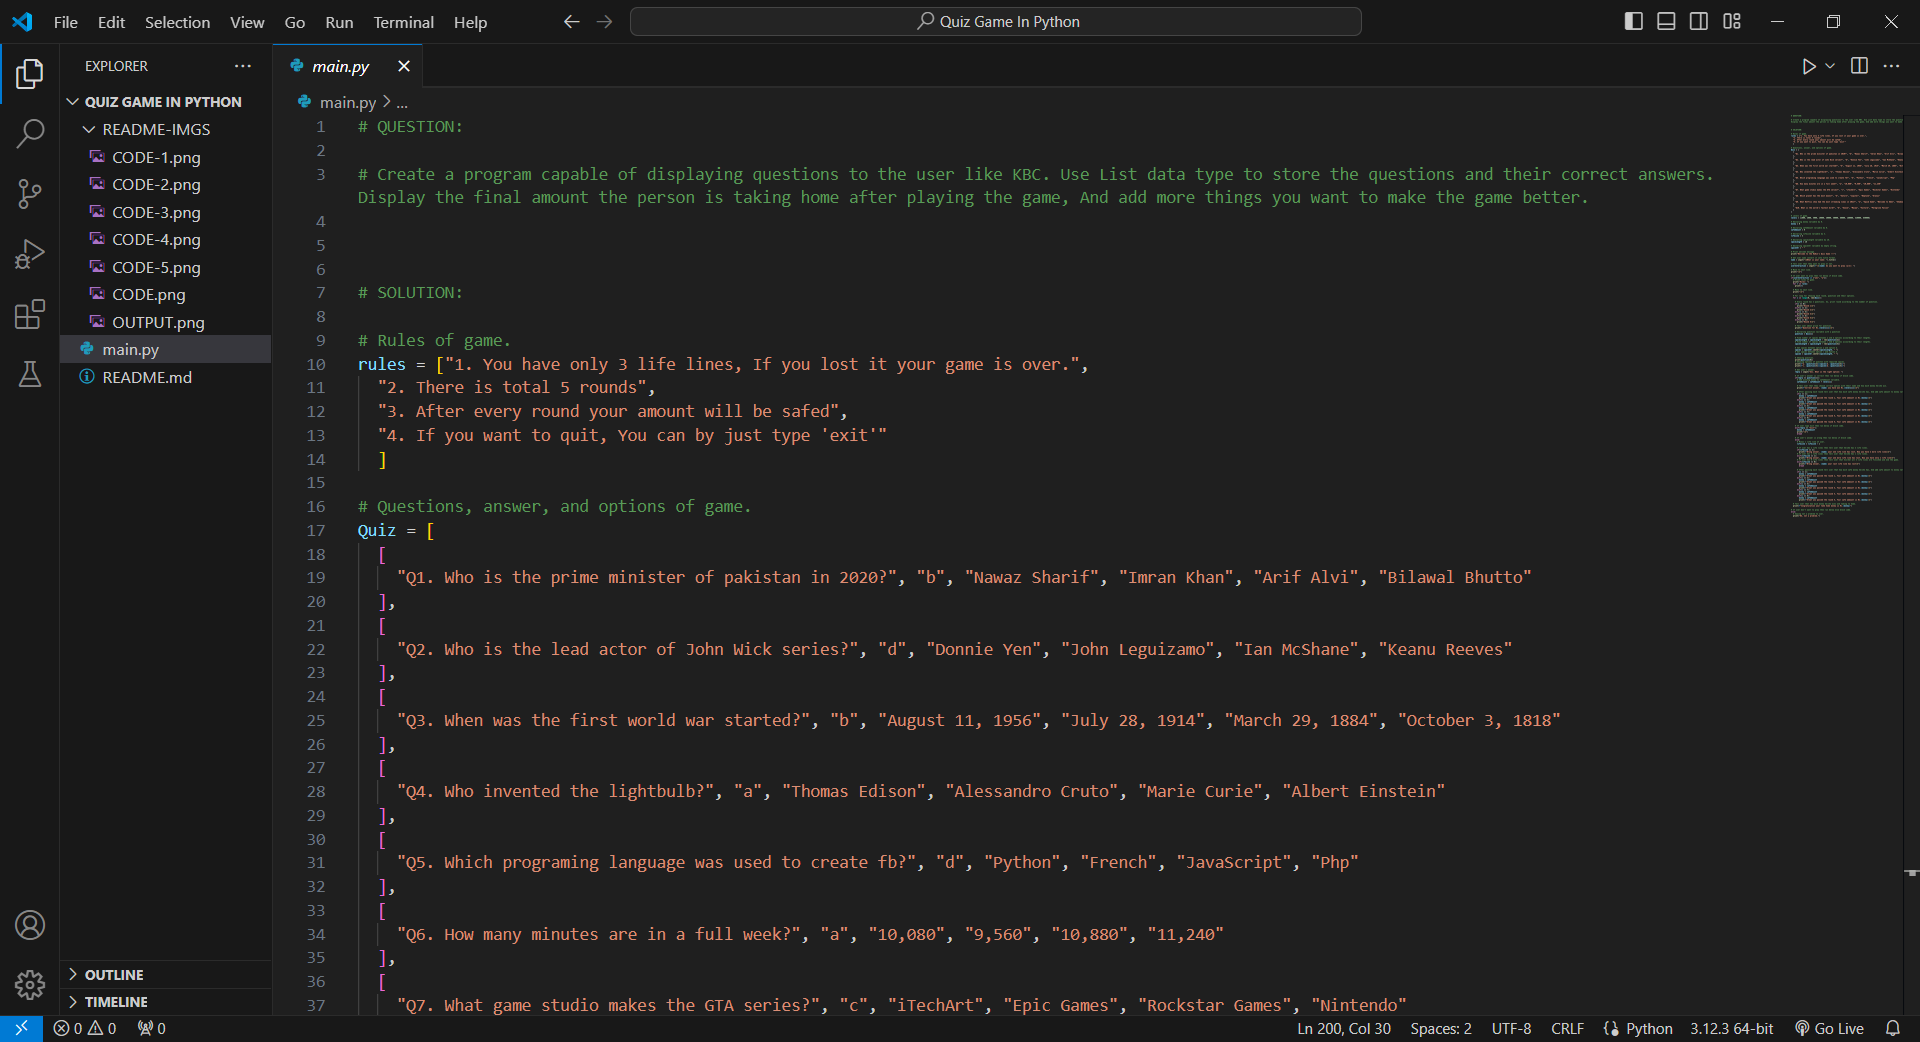 File Edit Selection View Go Run Terminal Help
Quiz Game In Python
EXPLORER
QUIZ GAME IN PYTHON
README-IMGS
CODE-1.png
CODE-2.png
CODE-3.png
CODE-4.png
CODE-5.png
CODE.png
OUTPUT.png
main.py
README.md
OUTLINE
TIMELINE
main.py
main.py > ...
1 # QUESTION:
2
3 # Create a program capable of displaying questions to the user like KBC. Use List data type to store the questions and their correct answers.
Display the final amount the person is taking home after playing the game, And add more things you want to make the game better.
4
5
6
7 # SOLUTION:
8
9 # Rules of game.
10 rules = ["1. You have only 3 life lines, If you lost it your game is over.",
11 "2. There is total 5 rounds",
12 "3. After every round your amount will be safed",
13 "4. If you want to quit, You can by just type 'exit'"
14 ]
15
16 # Questions, answer, and options of game.
17 Quiz = [
18 [
19 "Q1. Who is the prime minister of pakistan in 2020?", "b", "Nawaz Sharif", "Imran Khan", "Arif Alvi", "Bilawal Bhutto"
20 ],
21 [
22 "Q2. Who is the lead actor of John Wick series?", "d", "Donnie Yen", "John Leguizamo", "Ian McShane", "Keanu Reeves"
23 ],
24 [
25 "Q3. When was the first world war started?", "b", "August 11, 1956", "July 28, 1914", "March 29, 1884", "October 3, 1818"
26 ],
27 [
28 "Q4. Who invented the lightbulb?", "a", "Thomas Edison", "Alessandro Cruto", "Marie Curie", "Albert Einstein"
29 ],
30 [
31 "Q5. Which programing language was used to create fb?", "d", "Python", "French", "JavaScript", "Php"
32 ],
33 [
34 "Q6. How many minutes are in a full week?", "a", "10,080", "9,560", "10,880", "11,240"
35 ],
36 [
37 "Q7. What game studio makes the GTA series?", "c", "iTechArt", "Epic Games", "Rockstar Games", "Nintendo"
0 0 0 Ln 200, Col 30 Spaces: 2 UTF-8 CRLF Python 3.12.3 64-bit Go Live